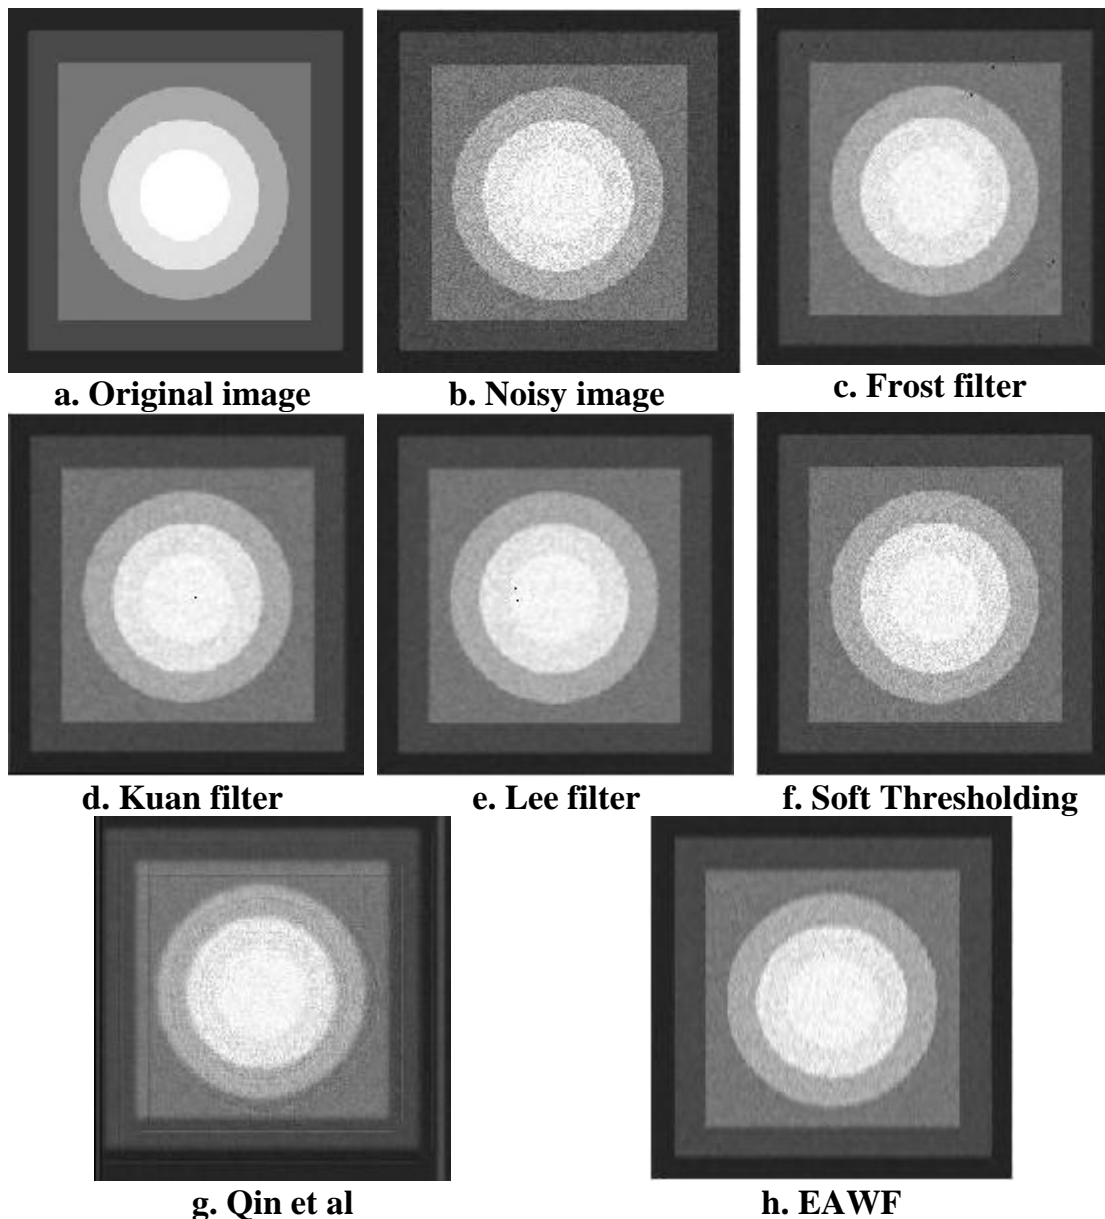 a. Original image
b. Noisy image
c. Frost filter
d. Kuan filter
e. Lee filter
f. Soft Thresholding
g. Qin et al
h. EAWF